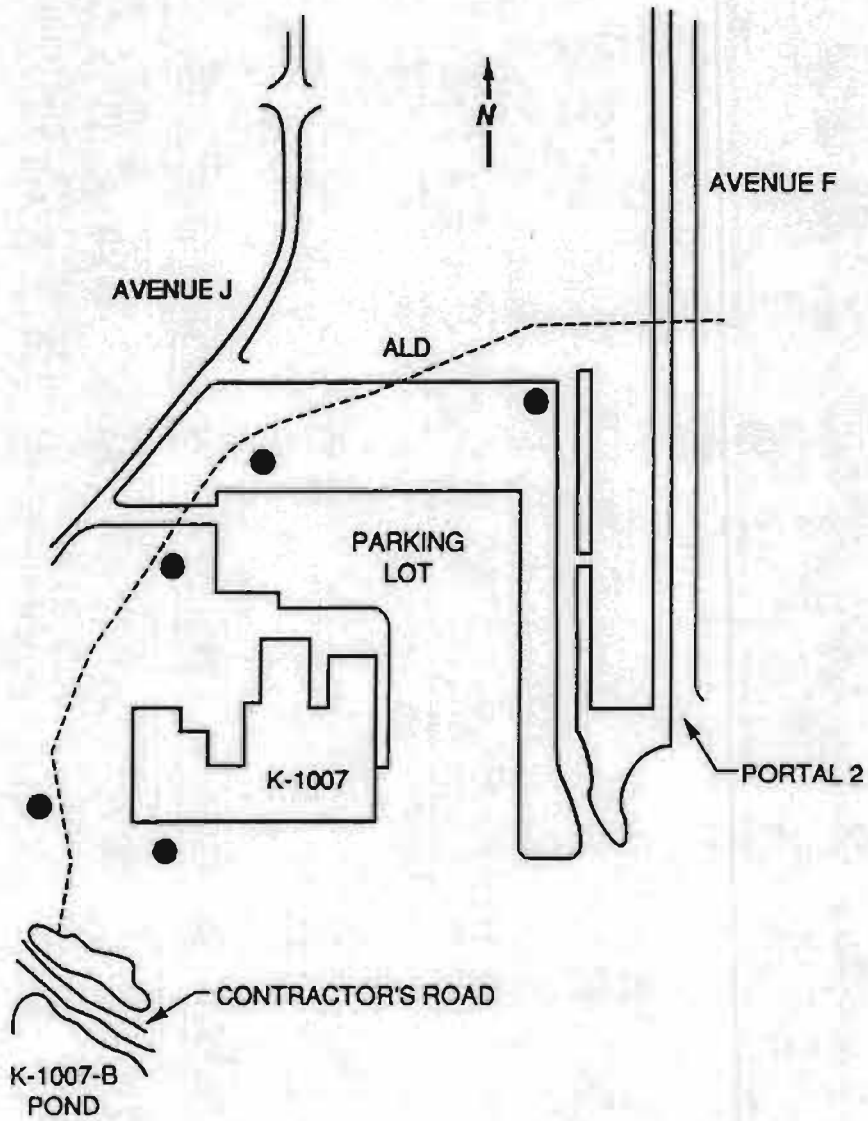 N
AVENUE F
AVENUE J
ALD
PARKING
LOT
K-1007
PORTAL 2
CONTRACTOR'S ROAD
K-1007-B
POND